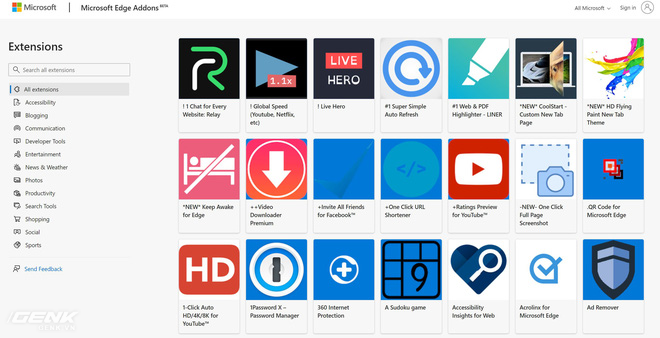 Microsoft
Microsoft Edge Addons BETA
All Microsoft
Sign in
Extensions
Search all extensions
All extensions
Accessibility
Blogging
Communication
Developer Tools
Entertainment
News & Weather
Photos
Productivity
Search Tools
Shopping
Social
Sports
Send Feedback
1.1x
LIVE
HERO
! 1 Chat for Every
Website: Relay
! Global Speed
(Youtube, Netflix,
etc)
! Live Hero
#1 Super Simple
Auto Refresh
#1 Web & PDF
Highlighter - LINER
*NEW* CoolStart -
Custom New Tab
Page
*NEW* HD Flying
Paint New Tab
Theme
</>
*NEW* Keep Awake
for Edge
++Video
Downloader
Premium
+Invite All Friends
for Facebook™
+One Click URL
Shortener
+Ratings Preview
for YouTube™
-NEW- One Click
Full Page
Screenshot
.QR Code for
Microsoft Edge
HD
9
1-Click Auto
HD/4K/8K for
YouTube™
1Password X –
Password Manager
360 Internet
Protection
A Sudoku game
Accessibility
Insights for Web
Acrolinx for
Microsoft Edge
Ad Remover
GENK